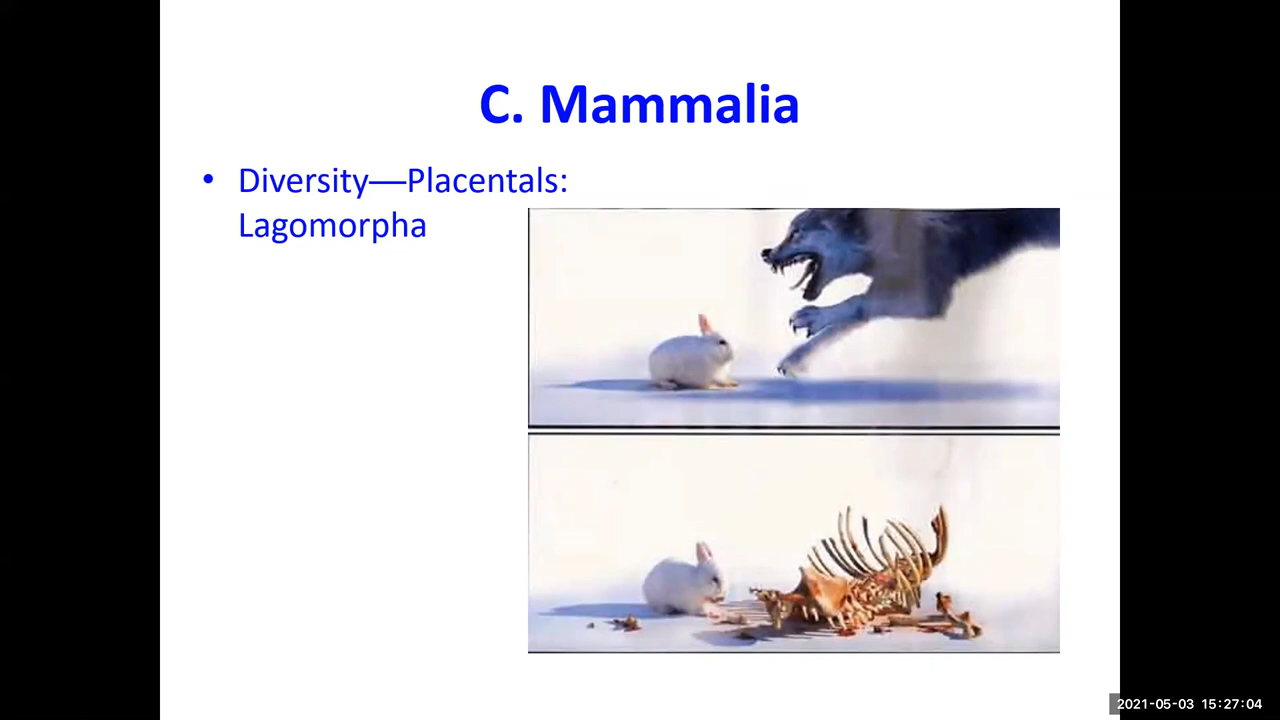 C. Mammalia
• Diversity—Placentals:
Lagomorpha
2021-05-03 15:27:04